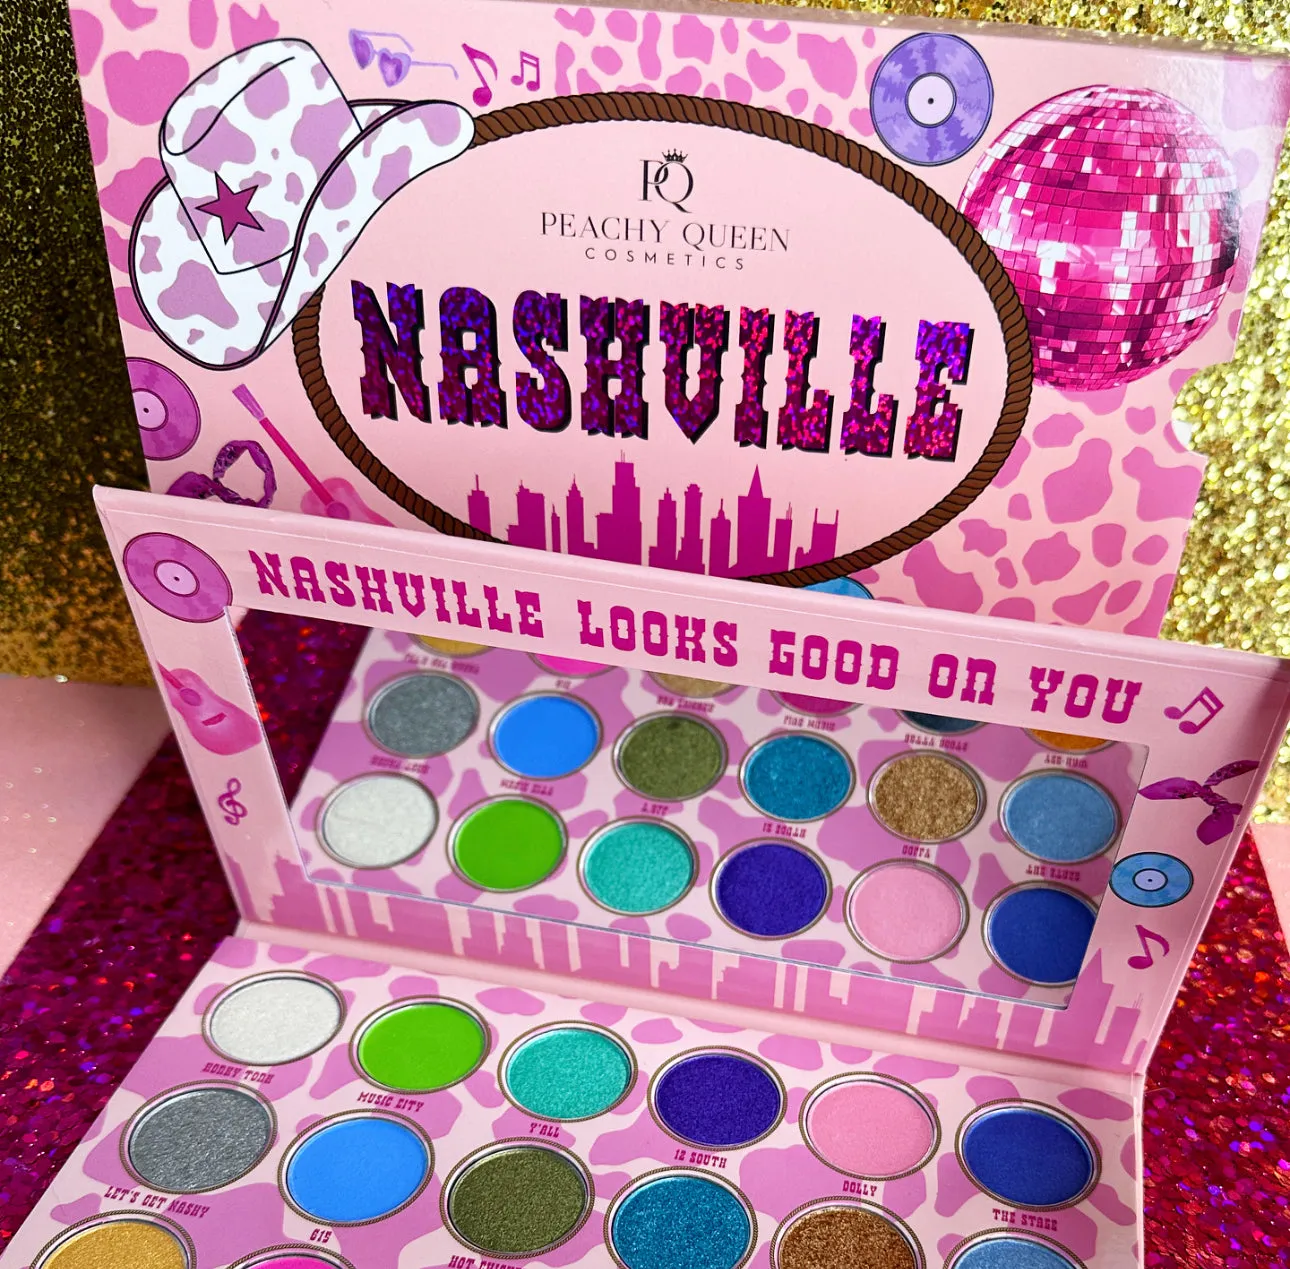 PQ
PEACHY QUEEN
COSMETICS
NASHVILLE
NASHVILLE LOOKS GOOD ON YOU
HONKY TONK
MUSIC CITY
Y'ALL
12 SOUTH
DOLLY
THE STAGE
LET'S GET NASHY
615
HOT